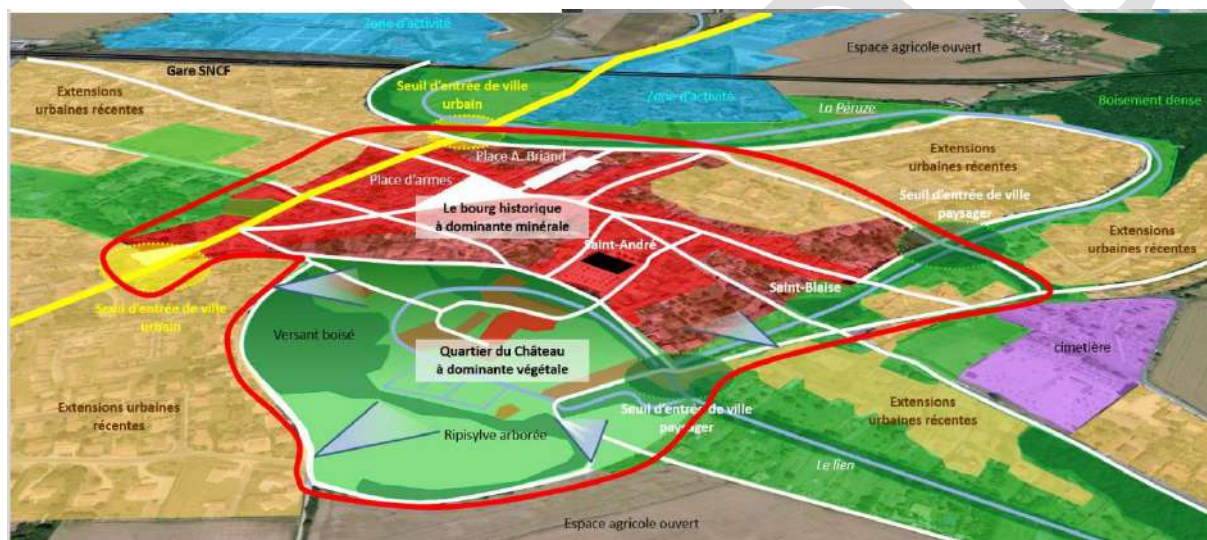 Zone d'activité
Espace agricole ouvert
Gare SNCF
Extensions
urbaines récentes
Seuil d'entrée de ville
urbain
Zone d'activité
La Péruze
Boisement dense
Place A. Briand
Extensions
urbaines récentes
Place d'armes
Seuil d'entrée de ville
paysager
Le bourg historique
à dominante minérale
Saint-André
Extensions
urbaines récentes
Saint-Blaise
Seuil d'entrée de ville
urbain
Versant boisé
cimetière
Quartier du Château
à dominante végétale
Extensions urbaines
récentes
Extensions
urbaines récentes
Seuil d'entrée de ville
paysager
Ripisylve arborée
Le lien
Espace agricole ouvert